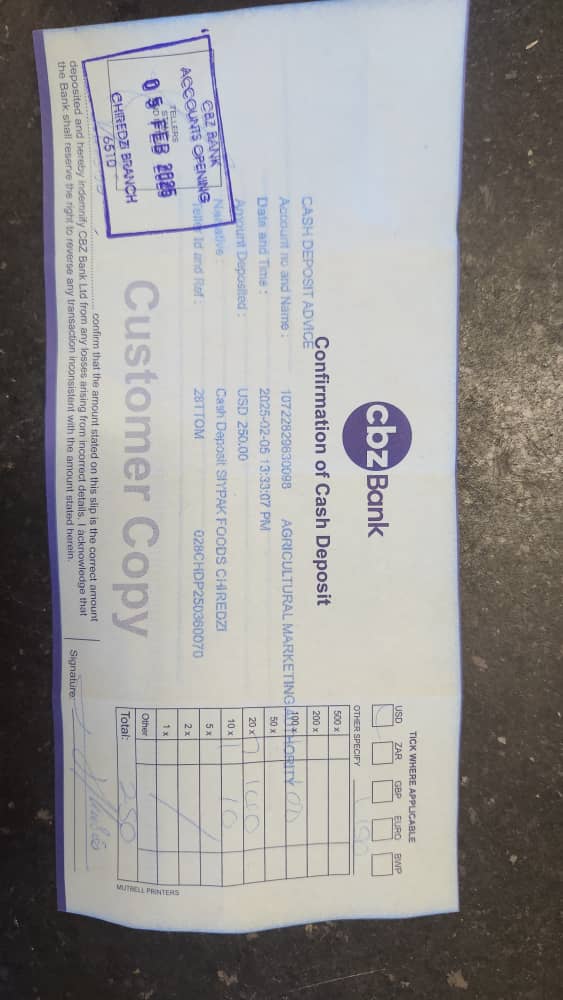 cbz Bank
Confirmation of Cash Deposit
CASH DEPOSIT ADVICE
Account no and Name : 10722829630098 AGRICULTURAL MARKETING AUTHORITY
Date and Time : 2025-02-05 13:33:07 PM
Amount Deposited : USD 250.00
Narrative : Cash Deposit SIYPAK FOODS CHIREDZI
Teller Id and Ref : 28TTOM 028CHDP250360070
CBZ BANK
ACCOUNTS OPENING
TELLERS
05 FEB 2025
CHIREDZI BRANCH
Customer Copy
confirm that the amount stated on this slip is the correct amount
deposited and hereby indemnify CBZ Bank Ltd from any losses arising from incorrect details. I acknowledge that
the Bank shall reserve the right to reverse any transaction inconsistent with the amount stated herein.
Signature:
TICK WHERE APPLICABLE
USD ZAR GBP EURO BWP
OTHER SPECIFY
500 x
200 x
100 x
50 x
20 x
10 x 10
5 x
2 x
1 x
Other
Total: 250
MUTBELL PRINTERS